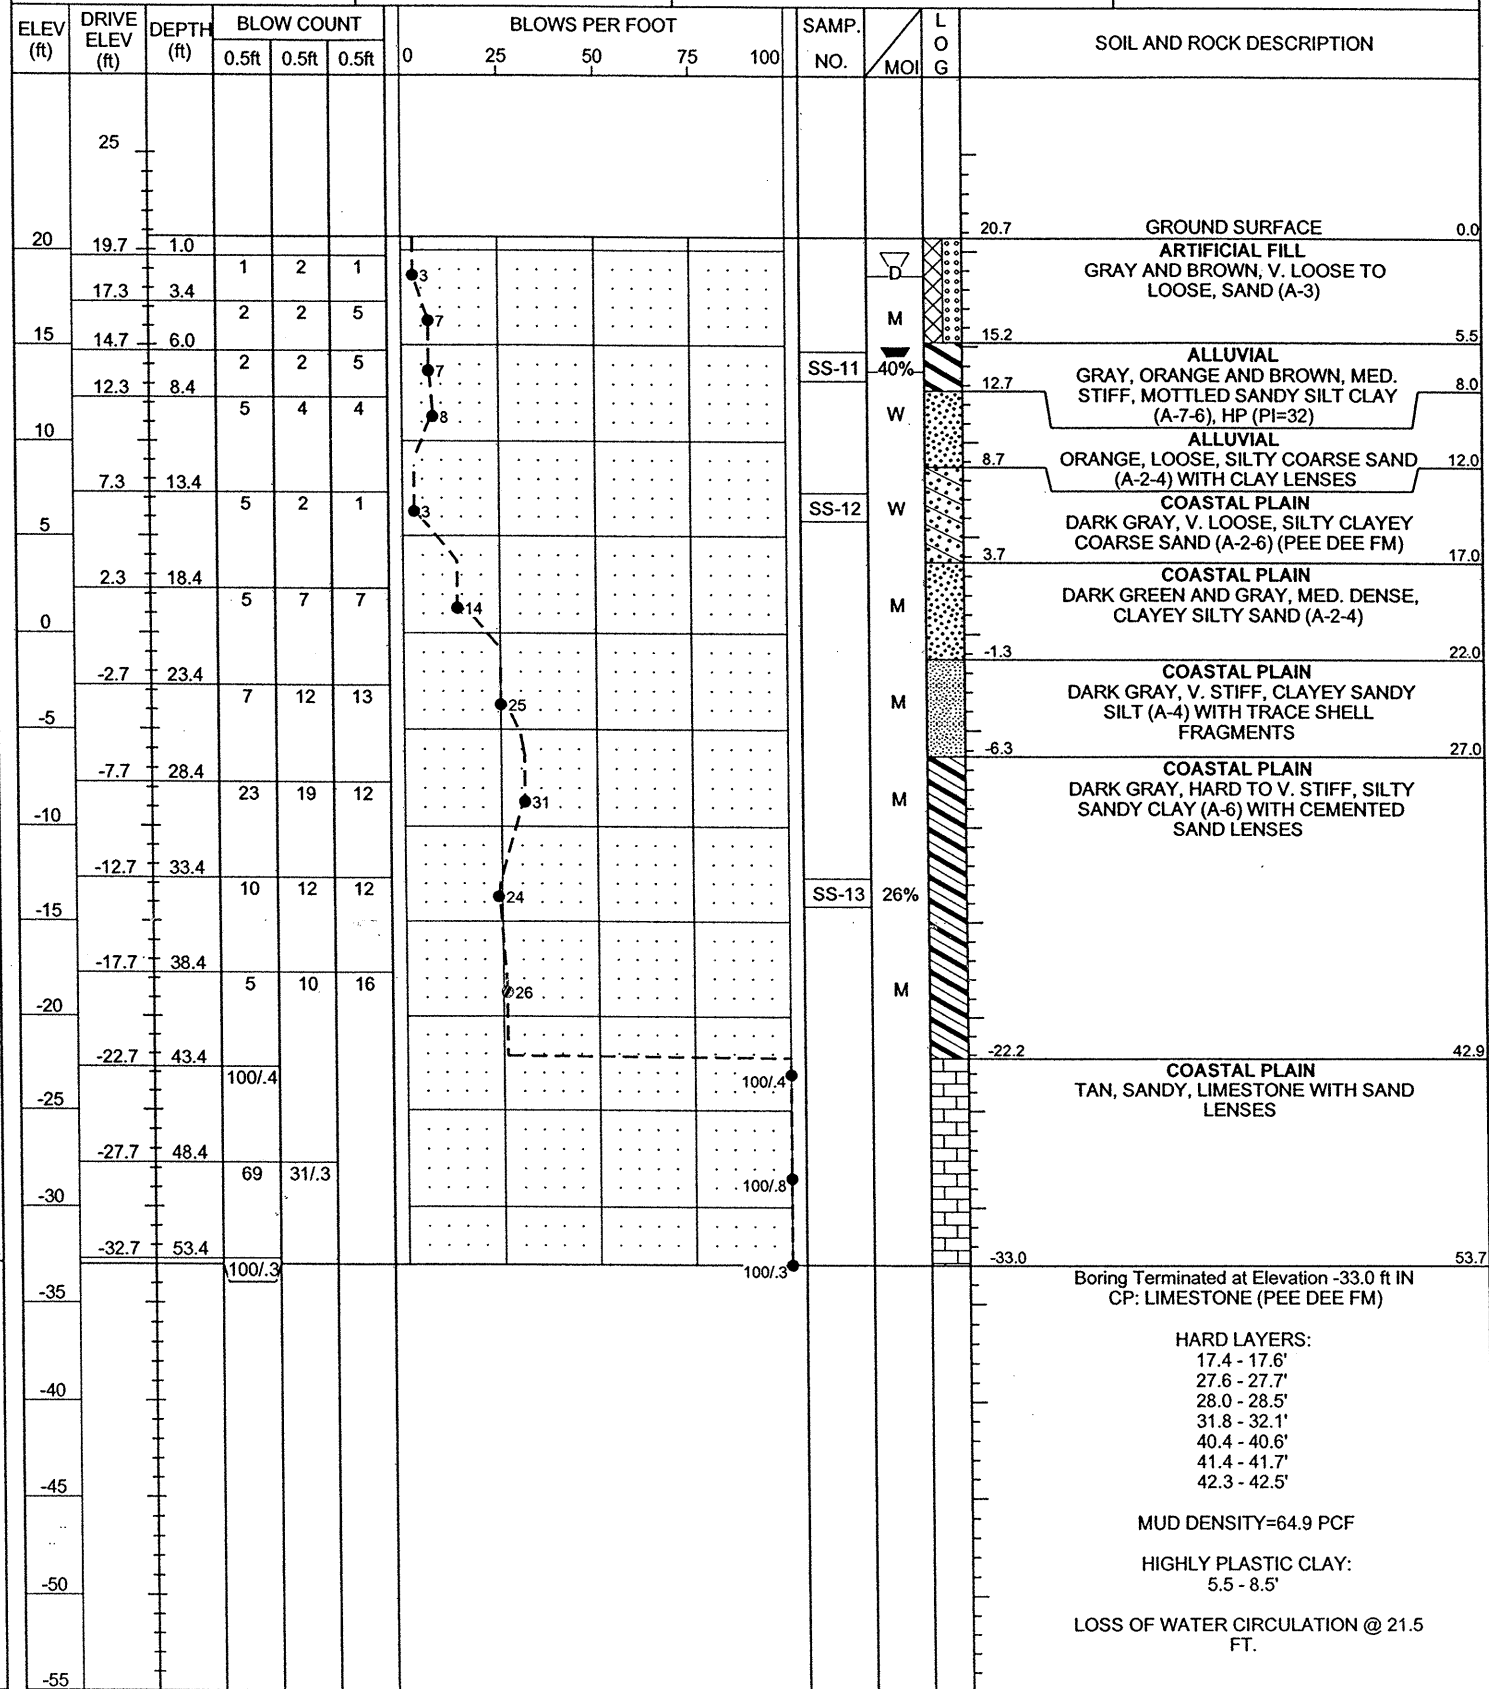 ELEV (ft) DRIVE ELEV (ft) DEPTH (ft) BLOW COUNT BLOWS PER FOOT SAMP. NO. MOI L O G SOIL AND ROCK DESCRIPTION
0.5ft 0.5ft 0.5ft 0 25 50 75 100
25
20.7 GROUND SURFACE 0.0
20 19.7 1.0
1 2 1 3 D
ARTIFICIAL FILL
GRAY AND BROWN, V. LOOSE TO
LOOSE, SAND (A-3)
17.3 3.4
2 2 5 7 M
15.2 5.5
15 14.7 6.0
2 2 5 7 SS-11 40%
ALLUVIAL
GRAY, ORANGE AND BROWN, MED.
STIFF, MOTTLED SANDY SILT CLAY
(A-7-6), HP (PI=32)
12.7 8.0
12.3 8.4
5 4 4 8 W
10
ALLUVIAL
ORANGE, LOOSE, SILTY COARSE SAND
(A-2-4) WITH CLAY LENSES
8.7 12.0
7.3 13.4
5 2 1 3 SS-12 W
5
COASTAL PLAIN
DARK GRAY, V. LOOSE, SILTY CLAYEY
COARSE SAND (A-2-6) (PEE DEE FM)
3.7 17.0
2.3 18.4
5 7 7 14 M
0
COASTAL PLAIN
DARK GREEN AND GRAY, MED. DENSE,
CLAYEY SILTY SAND (A-2-4)
-1.3 22.0
-2.7 23.4
7 12 13 25 M
-5
COASTAL PLAIN
DARK GRAY, V. STIFF, CLAYEY SANDY
SILT (A-4) WITH TRACE SHELL
FRAGMENTS
-6.3 27.0
-7.7 28.4
23 19 12 31 M
-10
COASTAL PLAIN
DARK GRAY, HARD TO V. STIFF, SILTY
SANDY CLAY (A-6) WITH CEMENTED
SAND LENSES
-12.7 33.4
10 12 12 24 SS-13 26%
-15
-17.7 38.4
5 10 16 26 M
-20
-22.2 42.9
-22.7 43.4
100/.4 100/.4
-25
COASTAL PLAIN
TAN, SANDY, LIMESTONE WITH SAND
LENSES
-27.7 48.4
69 31/.3 100/.8
-30
-32.7 53.4
100/.3 100/.3
-33.0 53.7
-35
Boring Terminated at Elevation -33.0 ft IN
CP: LIMESTONE (PEE DEE FM)
HARD LAYERS:
17.4 - 17.6'
27.6 - 27.7'
-40
28.0 - 28.5'
31.8 - 32.1'
40.4 - 40.6'
41.4 - 41.7'
42.3 - 42.5'
-45
MUD DENSITY=64.9 PCF
HIGHLY PLASTIC CLAY:
5.5 - 8.5'
-50
LOSS OF WATER CIRCULATION @ 21.5
FT.
-55